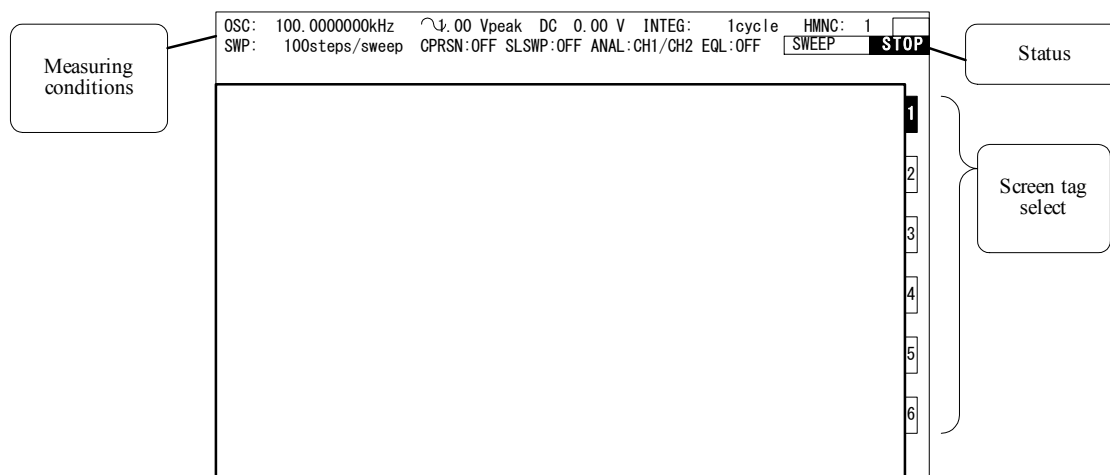 OSC: 100.0000000kHz 1.00 Vpeak DC 0.00 V INTEG: 1cycle HMNC: 1
SWP: 100steps/sweep CPRSN:OFF SLSWP:OFF ANAL:CH1/CH2 EQL:OFF SWEEP STOP
Measuring
conditions
Status
1
2
3
4
5
6
Screen tag
select